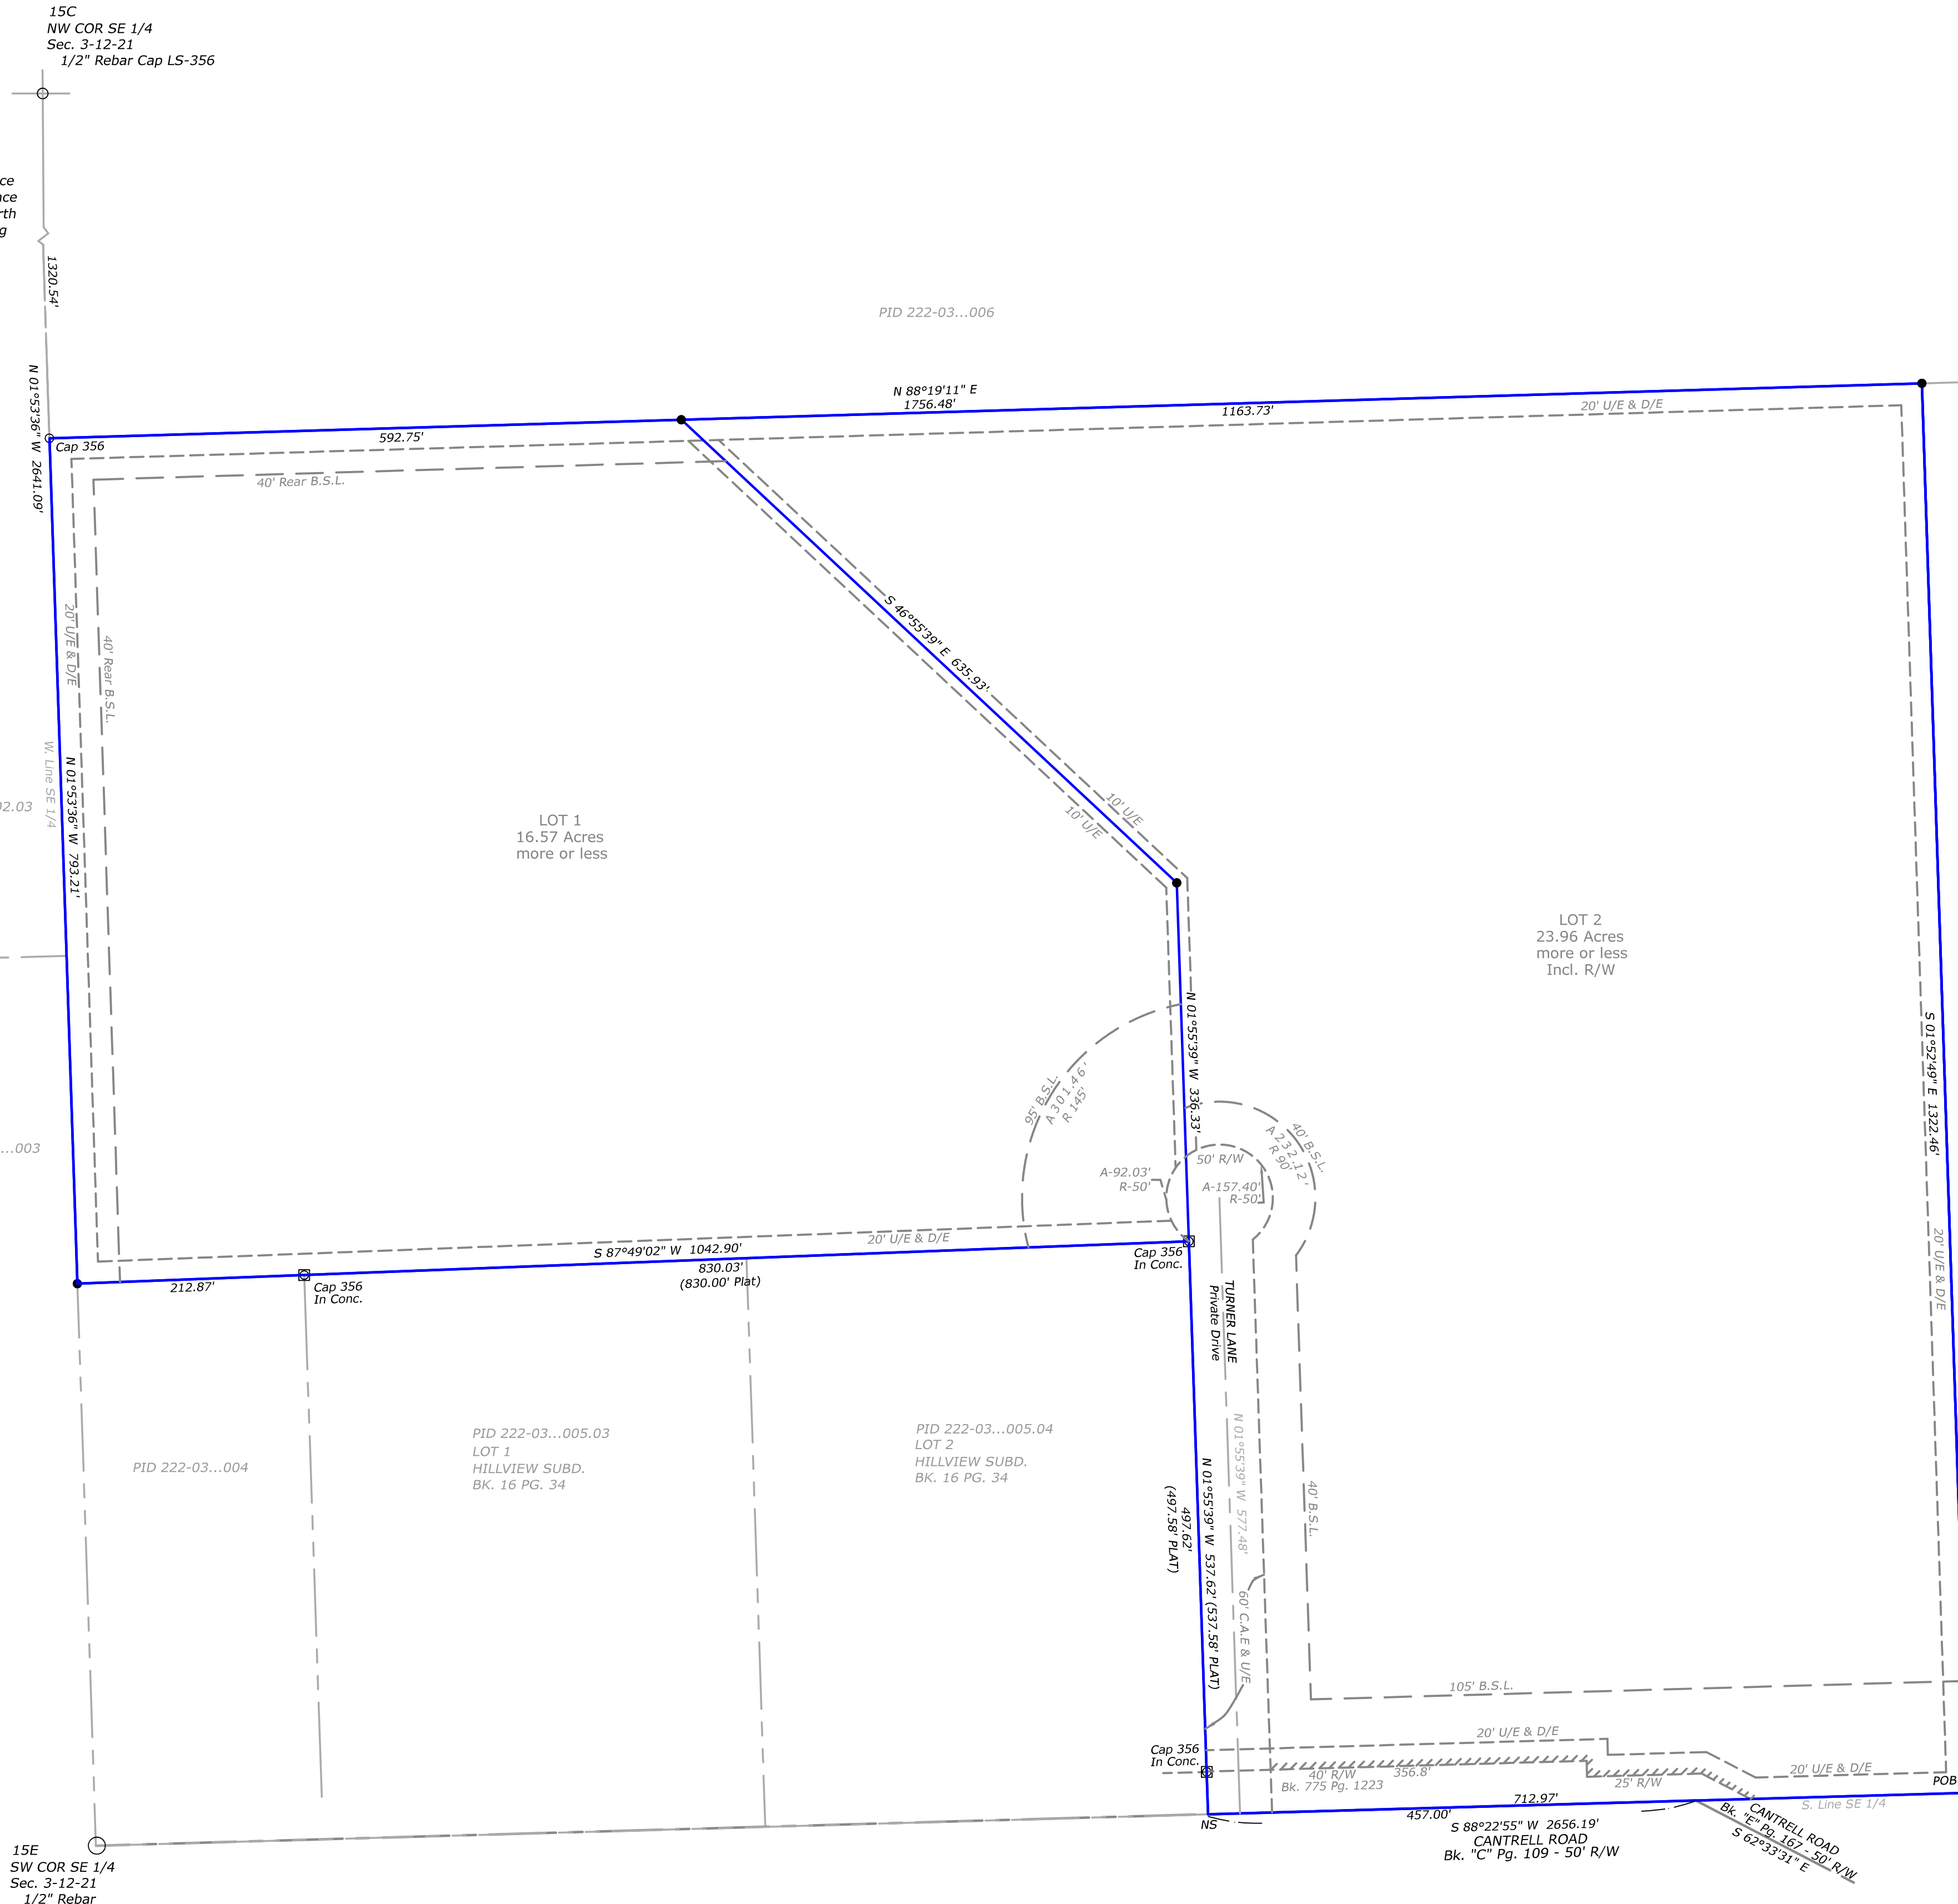 15C
NW COR SE 1/4
Sec. 3-12-21
1/2" Rebar Cap LS-356
ce
nce
rth
g
1320.54'
N 01°53'36" W 2641.09'
PID 222-03...006
N 88°19'11" E
1756.48'
1163.73'
592.75'
Cap 356
20' U/E & D/E
40' Rear B.S.L.
20' U/E & D/E
40' Rear B.S.L.
W. Line SE 1/4
N 01°53'36" W 793.21'
S 46°55'39" E 635.93'
10' U/E
10' U/E
02.03
LOT 1
16.57 Acres
more or less
LOT 2
23.96 Acres
more or less
Incl. R/W
N 01°55'39" W 336.33'
S 01°52'49" E 1322.46'
95' B.S.L.
A 301.46'
R 145'
40' B.S.L.
A 232.12'
R 90'
...003
50' R/W
A-92.03'
R-50'
A-157.40'
R-50'
20' U/E & D/E
S 87°49'02" W 1042.90'
20' U/E & D/E
Cap 356
In Conc.
830.03'
(830.00' Plat)
212.87'
Cap 356
In Conc.
TURNER LANE
Private Drive
PID 222-03...004
PID 222-03...005.03
LOT 1
HILLVIEW SUBD.
BK. 16 PG. 34
PID 222-03...005.04
LOT 2
HILLVIEW SUBD.
BK. 16 PG. 34
N 01°55'39" W 577.48'
40' B.S.L.
497.62'
(497.58' PLAT)
N 01°55'39" W 537.62' (537.58' PLAT)
60' C.A.E & U/E
105' B.S.L.
20' U/E & D/E
Cap 356
In Conc.
40' R/W
356.8'
Bk. 775 Pg. 1223
25' R/W
20' U/E & D/E
POB
712.97'
S. Line SE 1/4
457.00'
NS
S 88°22'55" W 2656.19'
CANTRELL ROAD
Bk. "C" Pg. 109 - 50' R/W
CANTRELL ROAD
Bk. "E" Pg. 167 - 50' R/W
S 62°33'31" E
15E
SW COR SE 1/4
Sec. 3-12-21
1/2" Rebar